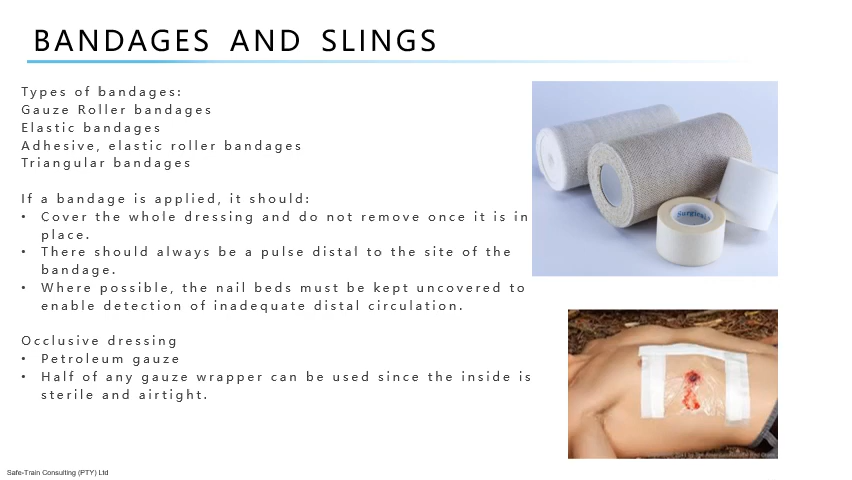 BANDAGES AND SLINGS
Types of bandages:
Gauze Roller bandages
Elastic bandages
Adhesive, elastic roller bandages
Triangular bandages
If a bandage is applied, it should:
• Cover the whole dressing and do not remove once it is in
place.
• There should always be a pulse distal to the site of the
bandage.
• Where possible, the nail beds must be kept uncovered to
enable detection of inadequate distal circulation.
Occlusive dressing
• Petroleum gauze
• Half of any gauze wrapper can be used since the inside is
sterile and airtight.
Safe-Train Consulting (PTY) Ltd